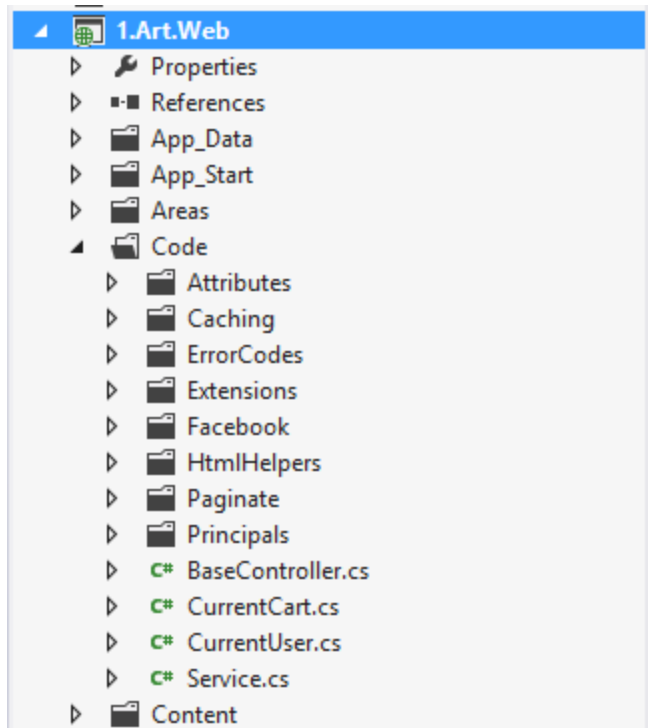 1.Art.Web
Properties
References
App_Data
App_Start
Areas
Code
Attributes
Caching
ErrorCodes
Extensions
Facebook
HtmlHelpers
Paginate
Principals
C# BaseController.cs
C# CurrentCart.cs
C# CurrentUser.cs
C# Service.cs
Content